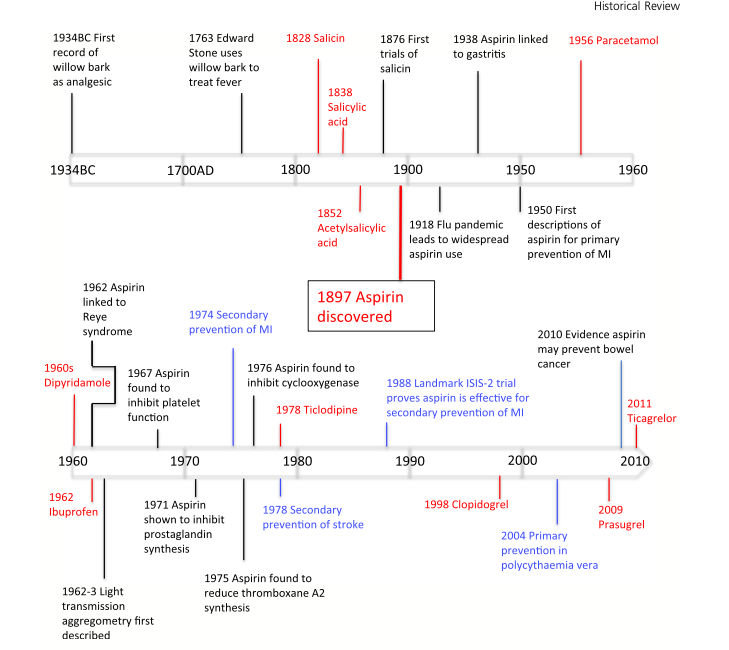 Historical Review
1934BC First
record of
willow bark
as analgesic
1763 Edward
Stone uses
willow bark to
treat fever
1828 Salicin
1838
Salicylic
acid
1876 First
trials of
salicin
1938 Aspirin linked
to gastritis
1956 Paracetamol
1934BC
1700AD
1800
1900
1950
1960
1852
Acetylsalicylic
acid
1897 Aspirin
discovered
1918 Flu pandemic
leads to widespread
aspirin use
1950 First
descriptions of
aspirin for primary
prevention of MI
1962 Aspirin
linked to
Reye
syndrome
1960s
Dipyridamole
1967 Aspirin
found to
inhibit platelet
function
1974 Secondary
prevention of MI
1976 Aspirin found to
inhibit cyclooxygenase
1978 Ticlodipine
1988 Landmark ISIS-2 trial
proves aspirin is effective for
secondary prevention of MI
2010 Evidence aspirin
may prevent bowel
cancer
2011
Ticagrelor
1960
1970
1980
1990
2000
2010
1962
Ibuprofen
1962-3 Light
transmission
aggregometry first
described
1971 Aspirin
shown to inhibit
prostaglandin
synthesis
1975 Aspirin found to
reduce thromboxane A2
synthesis
1978 Secondary
prevention of stroke
1998 Clopidogrel
2004 Primary
prevention in
polycythaemia vera
2009
Prasugrel